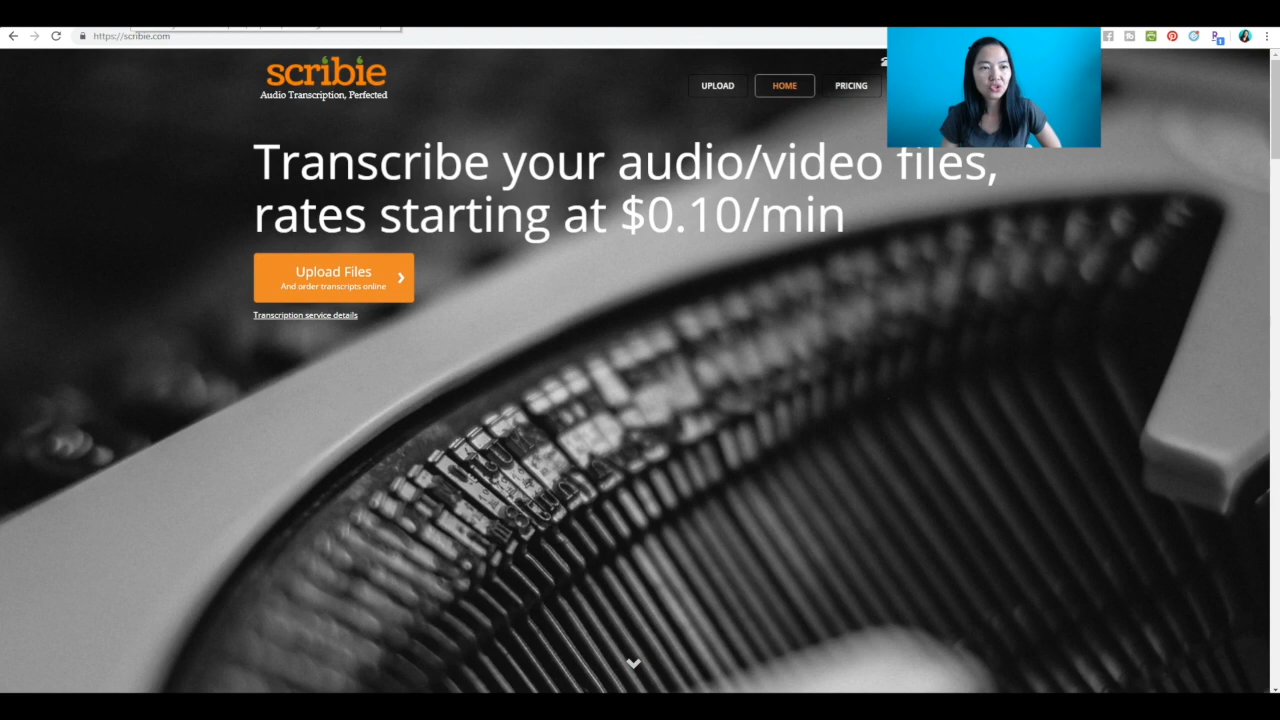 https://scribie.com
scribie
Audio Transcription, Perfected
UPLOAD
HOME
PRICING
Transcribe your audio/video files,
rates starting at $0.10/min
Upload Files
And order transcripts online
Transcription service details